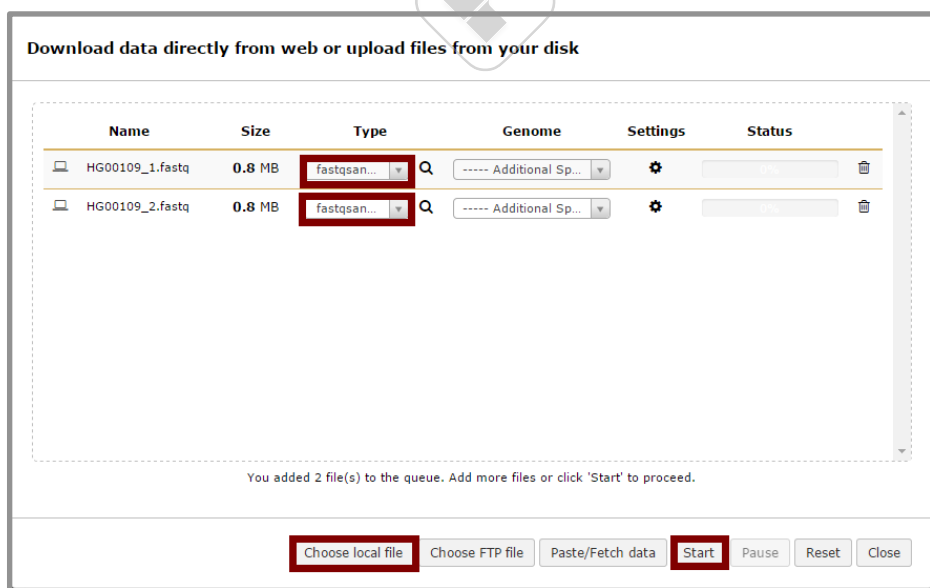 Download data directly from web or upload files from your disk
Name Size Type Genome Settings Status
HG00109_1.fastq 0.8 MB fastqsan... ----- Additional Sp... 0%
HG00109_2.fastq 0.8 MB fastqsan... ----- Additional Sp... 0%
You added 2 file(s) to the queue. Add more files or click 'Start' to proceed.
Choose local file Choose FTP file Paste/Fetch data Start Pause Reset Close